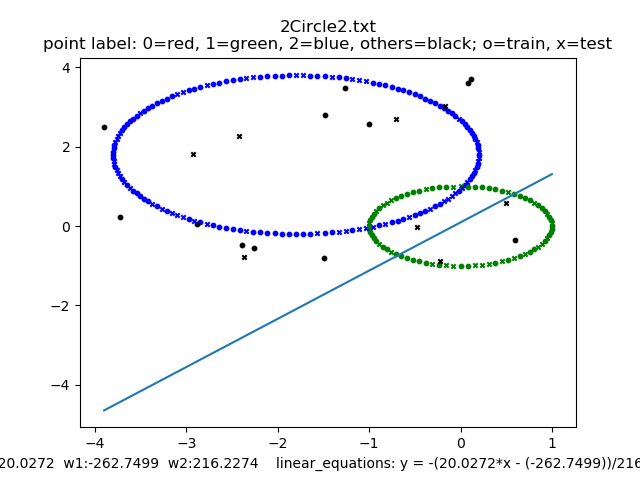 2Circle2.txt
point label: 0=red, 1=green, 2=blue, others=black; o=train, x=test
4
2
0
−2
−4
−4 −3 −2 −1 0 1
20.0272 w1:-262.7499 w2:216.2274 linear_equations: y = -(20.0272*x - (-262.7499))/216